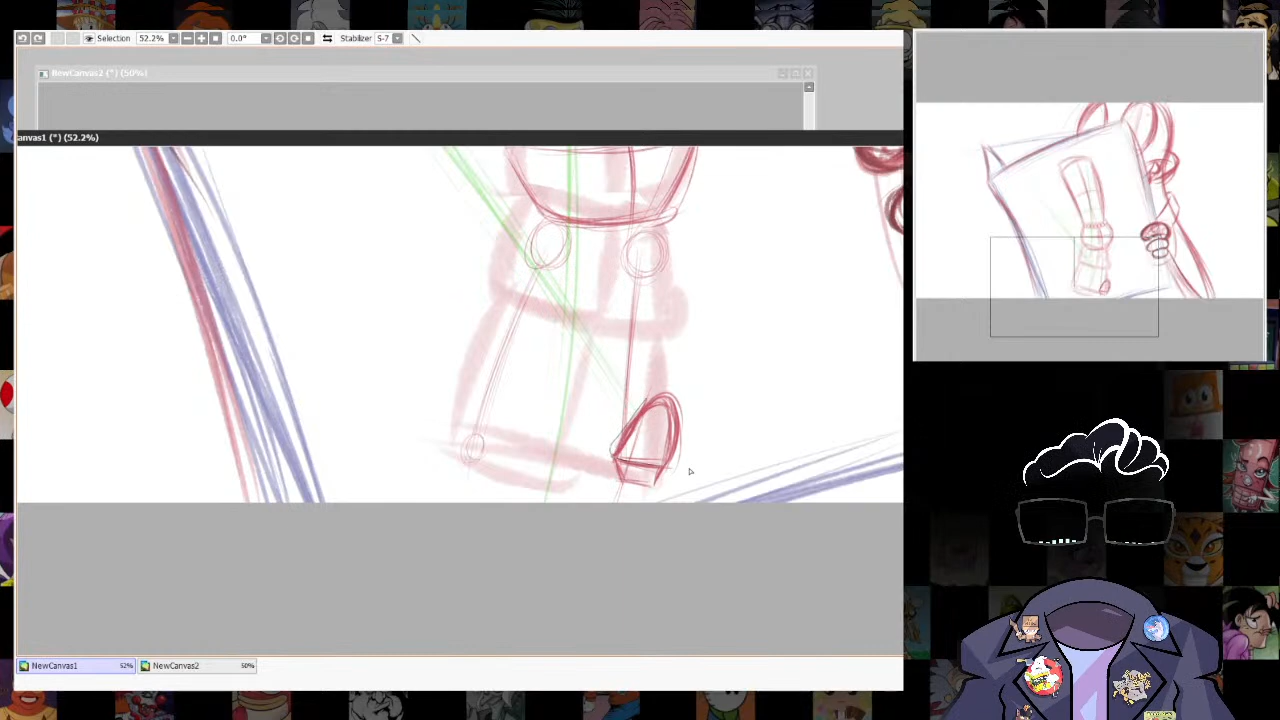 Selection 52.2% 0.0° Stabilizer S-7
NewCanvas2 (*) (50%)
anvas1 (*) (52.2%)
NewCanvas1 52% NewCanvas2 50%